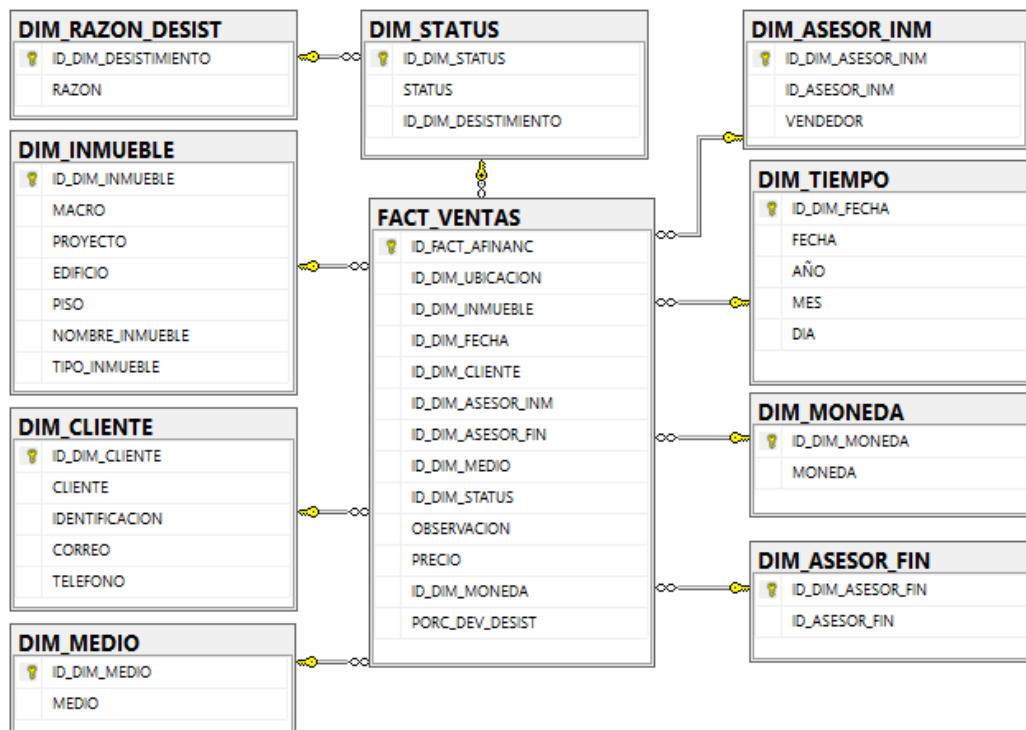 DIM_RAZON_DESIST
ID_DIM_DESISTIMIENTO
RAZON
DIM_STATUS
ID_DIM_STATUS
STATUS
ID_DIM_DESISTIMIENTO
DIM_ASESOR_INM
ID_DIM_ASESOR_INM
ID_ASESOR_INM
VENDEDOR
DIM_INMUEBLE
ID_DIM_INMUEBLE
MACRO
PROYECTO
EDIFICIO
PISO
NOMBRE_INMUEBLE
TIPO_INMUEBLE
FACT_VENTAS
ID_FACT_AFINANC
ID_DIM_UBICACION
ID_DIM_INMUEBLE
ID_DIM_FECHA
ID_DIM_CLIENTE
ID_DIM_ASESOR_INM
ID_DIM_ASESOR_FIN
ID_DIM_MEDIO
ID_DIM_STATUS
OBSERVACION
PRECIO
ID_DIM_MONEDA
PORC_DEV_DESIST
DIM_TIEMPO
ID_DIM_FECHA
FECHA
AÑO
MES
DIA
DIM_CLIENTE
ID_DIM_CLIENTE
CLIENTE
IDENTIFICACION
CORREO
TELEFONO
DIM_MONEDA
ID_DIM_MONEDA
MONEDA
DIM_MEDIO
ID_DIM_MEDIO
MEDIO
DIM_ASESOR_FIN
ID_DIM_ASESOR_FIN
ID_ASESOR_FIN